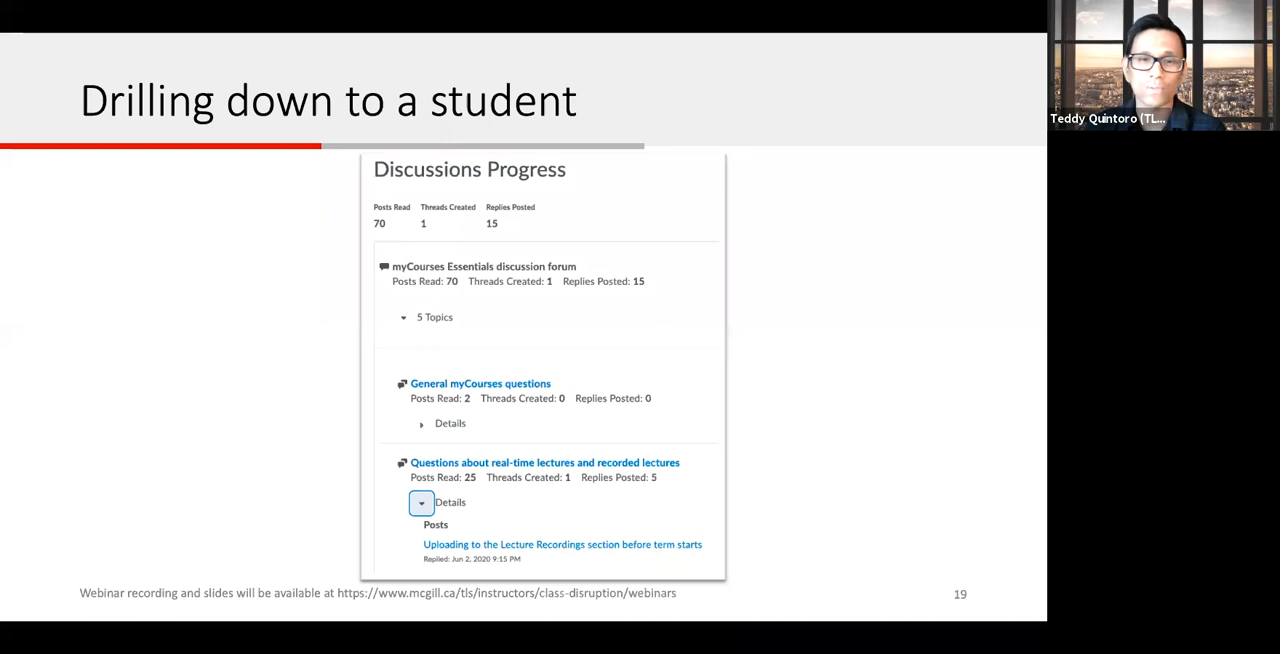 Drilling down to a student
Teddy Quintoro (TL...
Discussions Progress
Posts Read Threads Created Replies Posted
70 1 15
myCourses Essentials discussion forum
Posts Read: 70 Threads Created: 1 Replies Posted: 15
5 Topics
General myCourses questions
Posts Read: 2 Threads Created: 0 Replies Posted: 0
Details
Questions about real-time lectures and recorded lectures
Posts Read: 25 Threads Created: 1 Replies Posted: 5
Details
Posts
Uploading to the Lecture Recordings section before term starts
Replied: Jun 2, 2020 9:15 PM
Webinar recording and slides will be available at https://www.mcgill.ca/tls/instructors/class-disruption/webinars
19